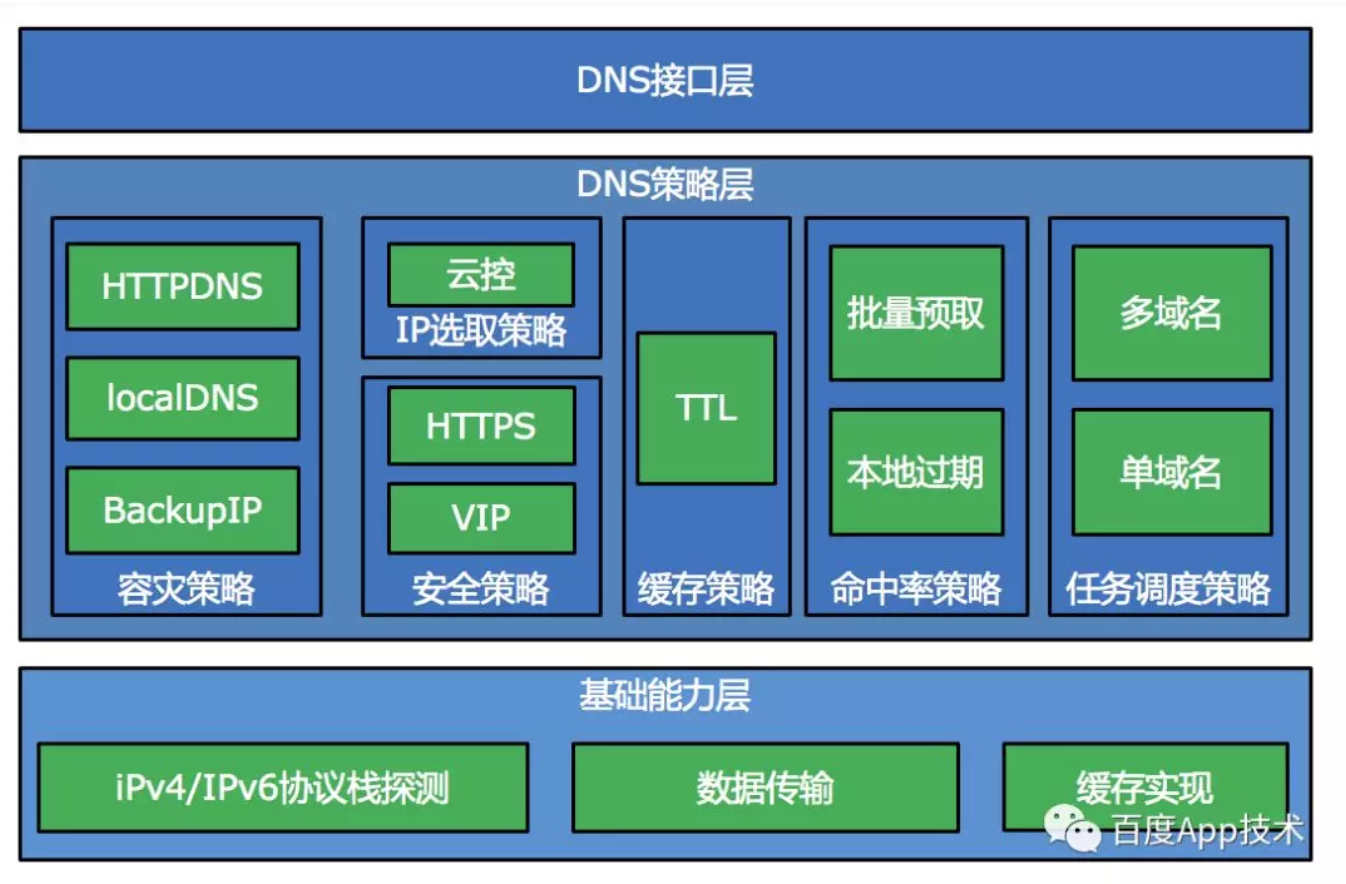 DNS接口层
DNS策略层
HTTPDNS
localDNS
BackupIP
容灾策略
云控
IP选取策略
HTTPS
VIP
安全策略
TTL
缓存策略
批量预取
本地过期
命中率策略
多域名
单域名
任务调度策略
基础能力层
iPv4/IPv6协议栈探测
数据传输
缓存实现
百度App技术